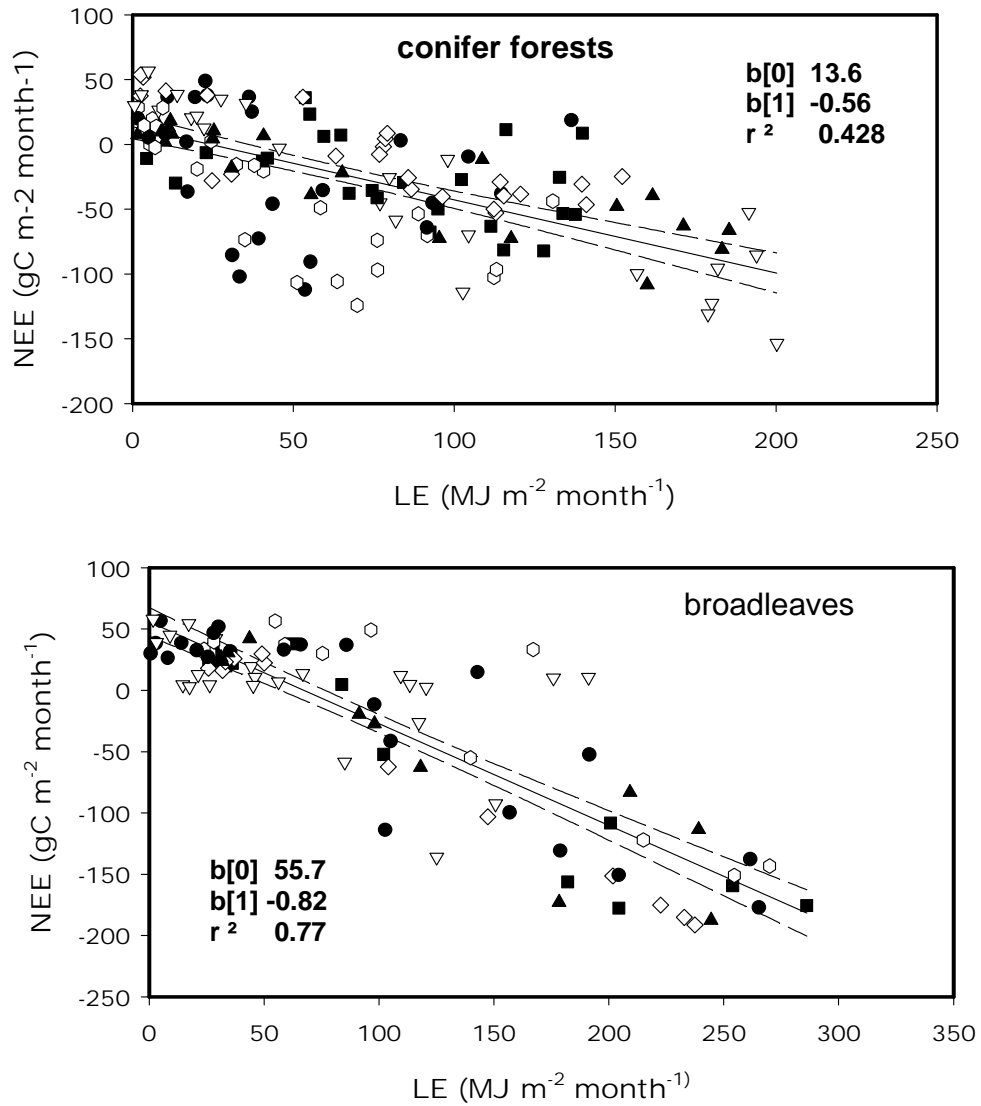 100
50
0
-50
-100
-150
-200
NEE (gC m-2 month-1)
conifer forests
b[0] 13.6
b[1] -0.56
r ² 0.428
0 50 100 150 200 250
LE (MJ m-2 month-1)
100
50
0
-50
-100
-150
-200
-250
NEE (gC m-2 month-1)
broadleaves
b[0] 55.7
b[1] -0.82
r ² 0.77
0 50 100 150 200 250 300 350
LE (MJ m-2 month-1)